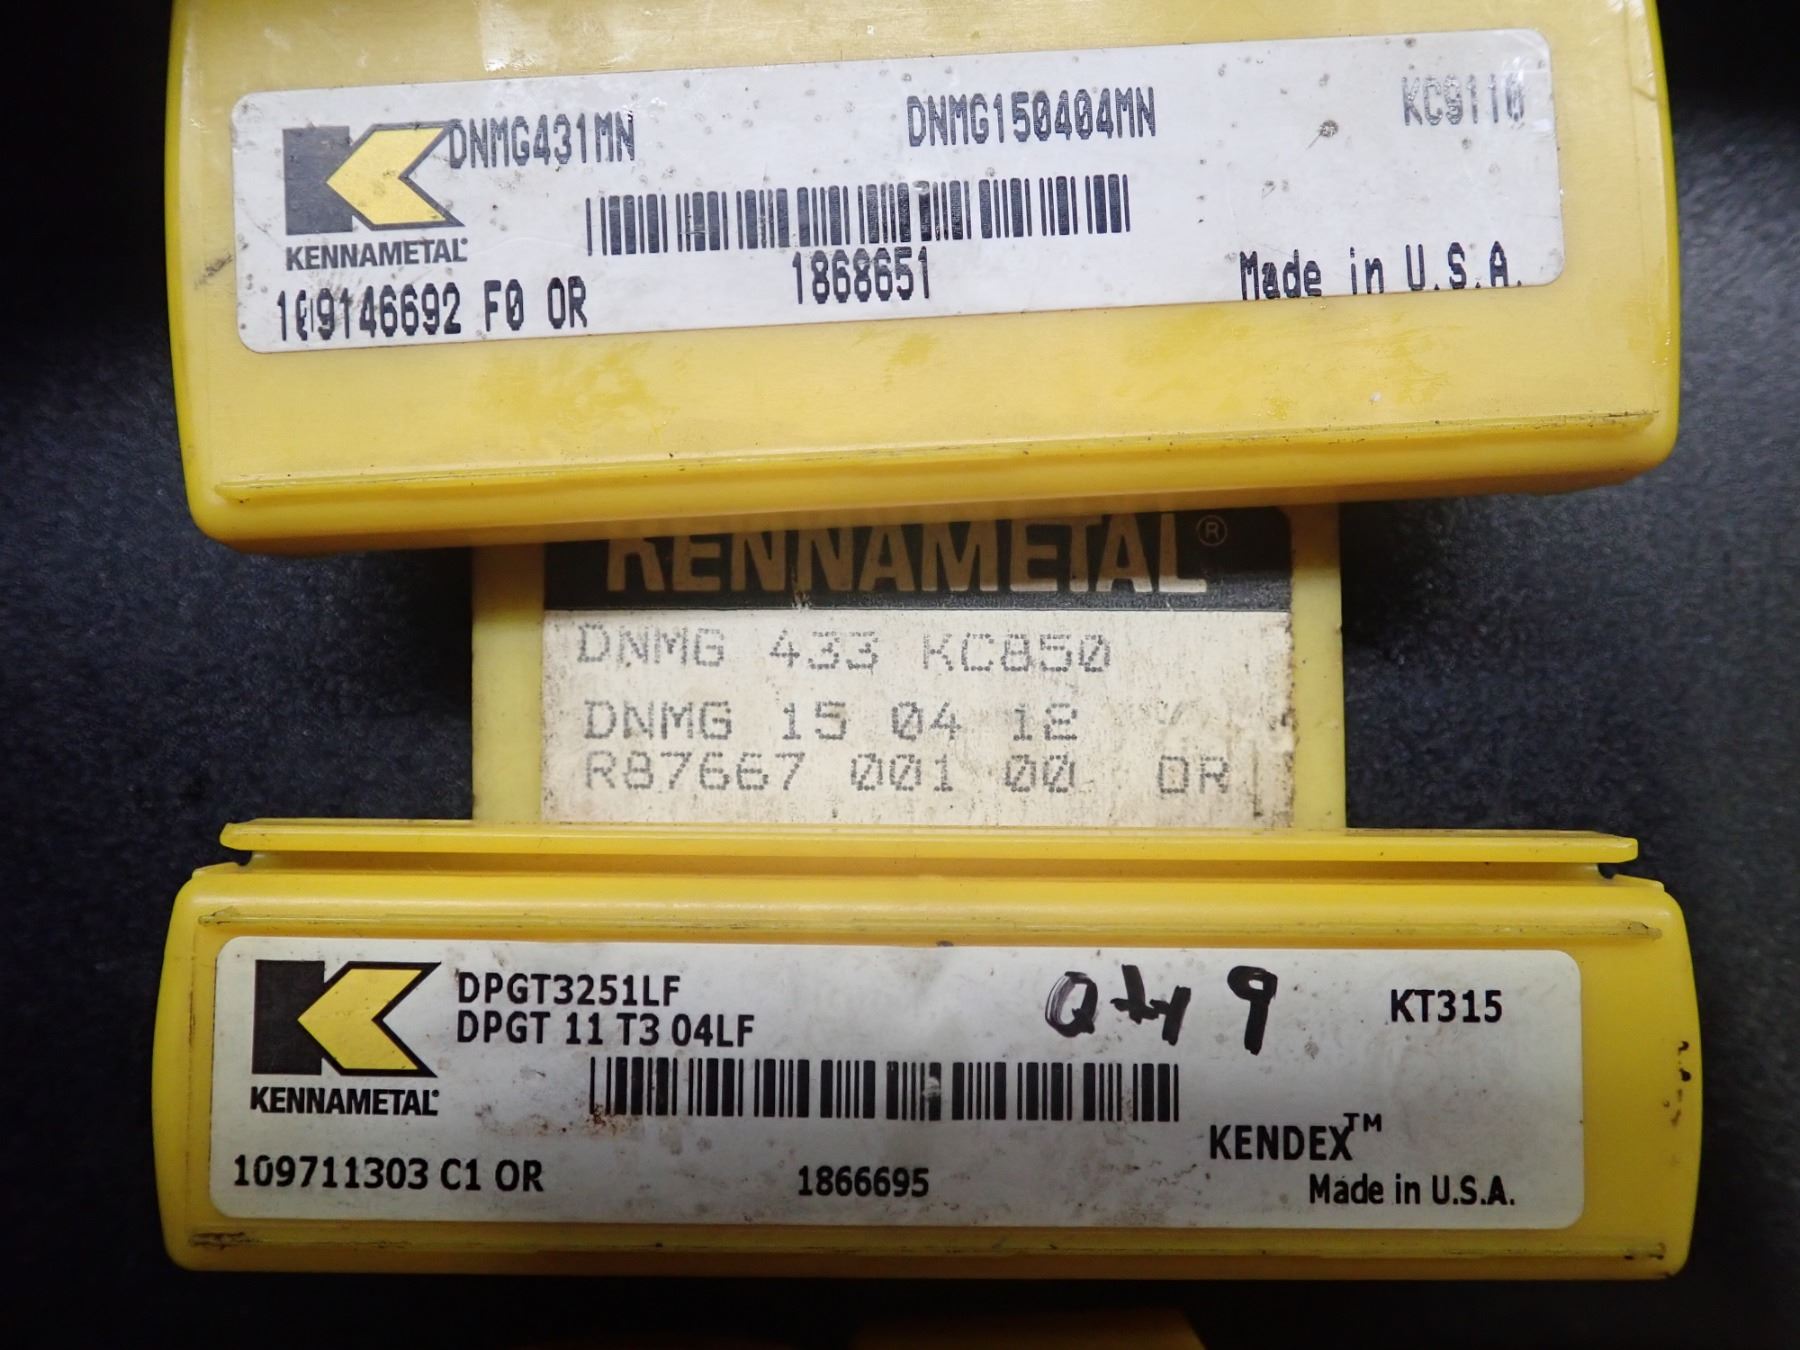 DNMG431MN DNMG150404MN KC9110
KENNAMETAL
109146692 F0 OR 1868651 Made in U.S.A.
KENNAMETAL®
DNMG 433 KC850
DNMG 15 04 12
R87667 001 00 OR
DPGT3251LF Qty 9 KT315
DPGT 11 T3 04LF
KENNAMETAL
KENDEX™
109711303 C1 OR 1866695 Made in U.S.A.